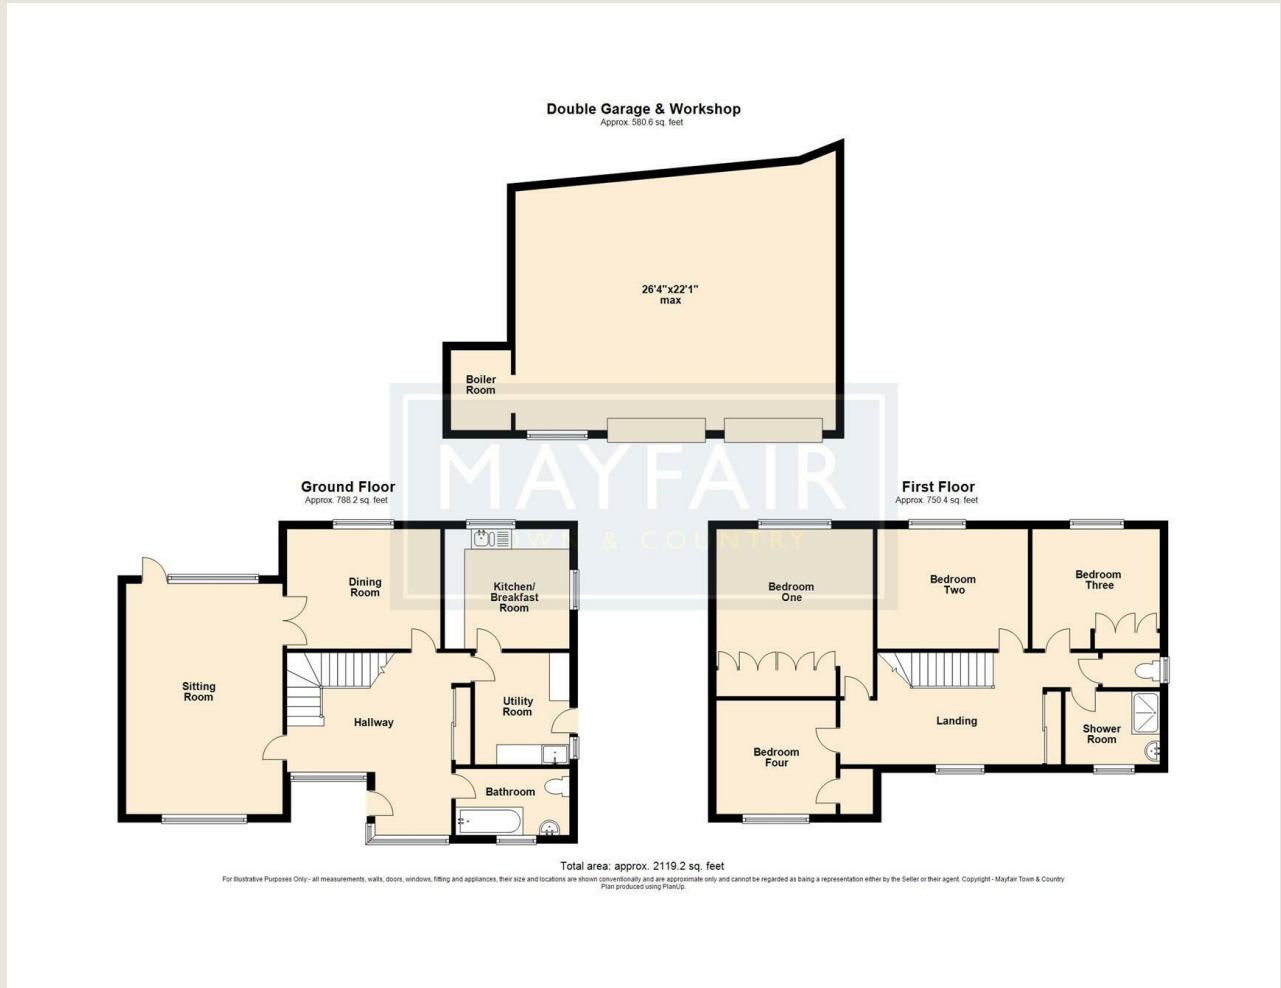 Double Garage & Workshop
Approx. 580.6 sq. feet
26'4"x22'1"
max
Boiler
Room
MAYFAIR
TOWN & COUNTRY
Ground Floor
Approx. 788.2 sq. feet
Dining
Room
Kitchen/
Breakfast
Room
Sitting
Room
Hallway
Utility
Room
Bathroom
First Floor
Approx. 750.4 sq. feet
Bedroom
One
Bedroom
Two
Bedroom
Three
Landing
Shower
Room
Bedroom
Four
Total area: approx. 2119.2 sq. feet
For Illustrative Purposes Only:- all measurements, walls, doors, windows, fitting and appliances, their size and locations are shown conventionally and are approximate only and cannot be regarded as being a representation either by the Seller or their agent. Copyright - Mayfair Town & Country
Plan produced using PlanUp.